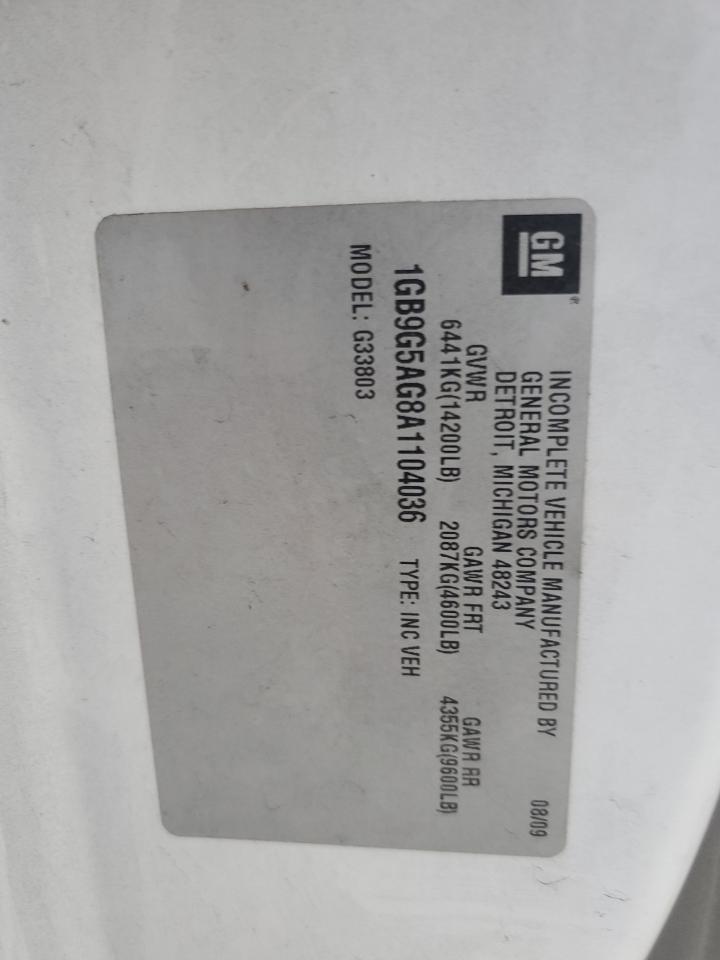 GM®
INCOMPLETE VEHICLE MANUFACTURED BY 08/09
GENERAL MOTORS COMPANY
DETROIT, MICHIGAN 48243
GVWR GAWR FRT GAWR RR
6441KG(14200LB) 2087KG(4600LB) 4355KG(9600LB)
1GB9G5AG8A1104036 TYPE: INC VEH
MODEL: G33803